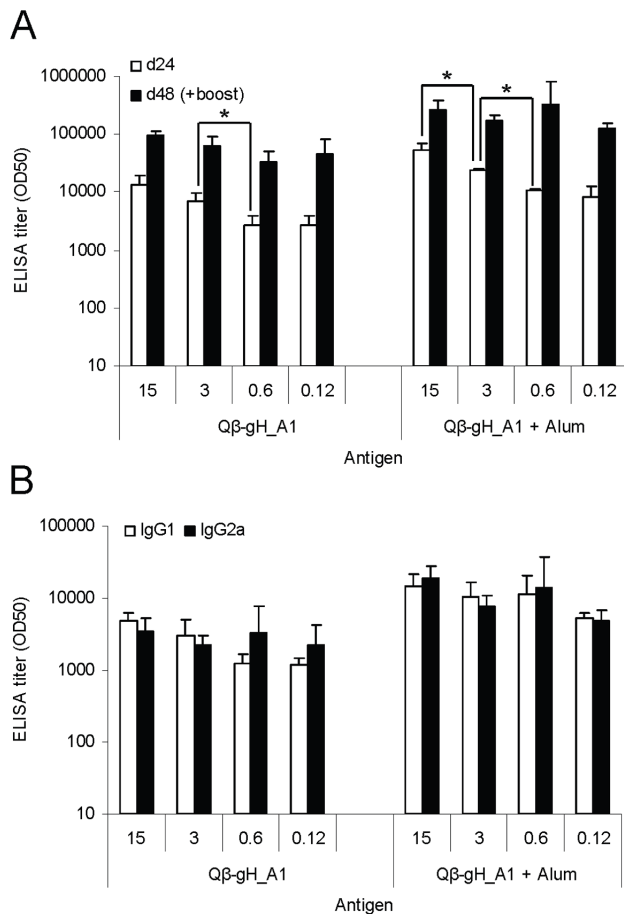 A
d24
d48 (+boost)
*
*
*
1000000
100000
10000
1000
100
10
ELISA titer (OD50)
15 3 0.6 0.12 15 3 0.6 0.12
Qβ-gH_A1 Qβ-gH_A1 + Alum
Antigen
B
IgG1 IgG2a
100000
10000
1000
100
10
ELISA titer (OD50)
15 3 0.6 0.12 15 3 0.6 0.12
Qβ-gH_A1 Qβ-gH_A1 + Alum
Antigen